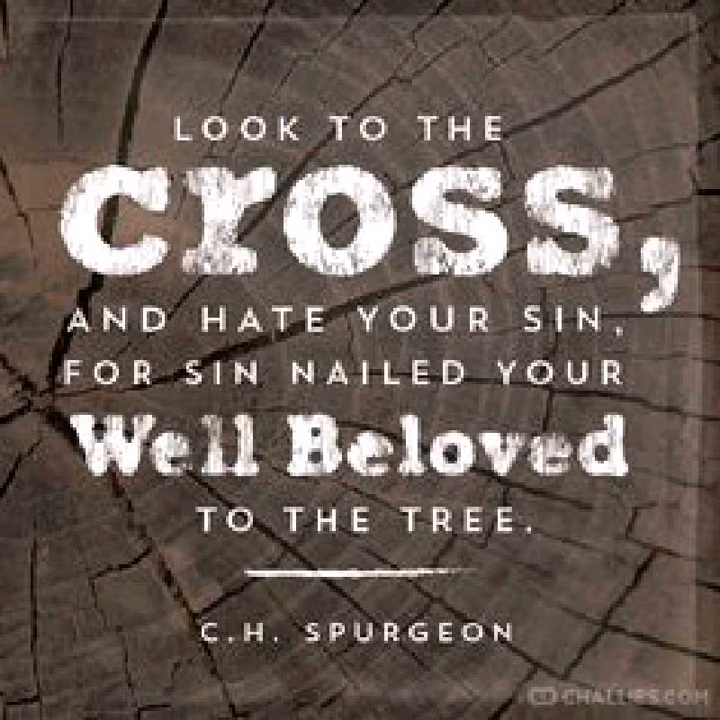 LOOK TO THE
cross,
AND HATE YOUR SIN,
FOR SIN NAILED YOUR
Well Beloved
TO THE TREE.
C.H. SPURGEON
CHALLIES.COM